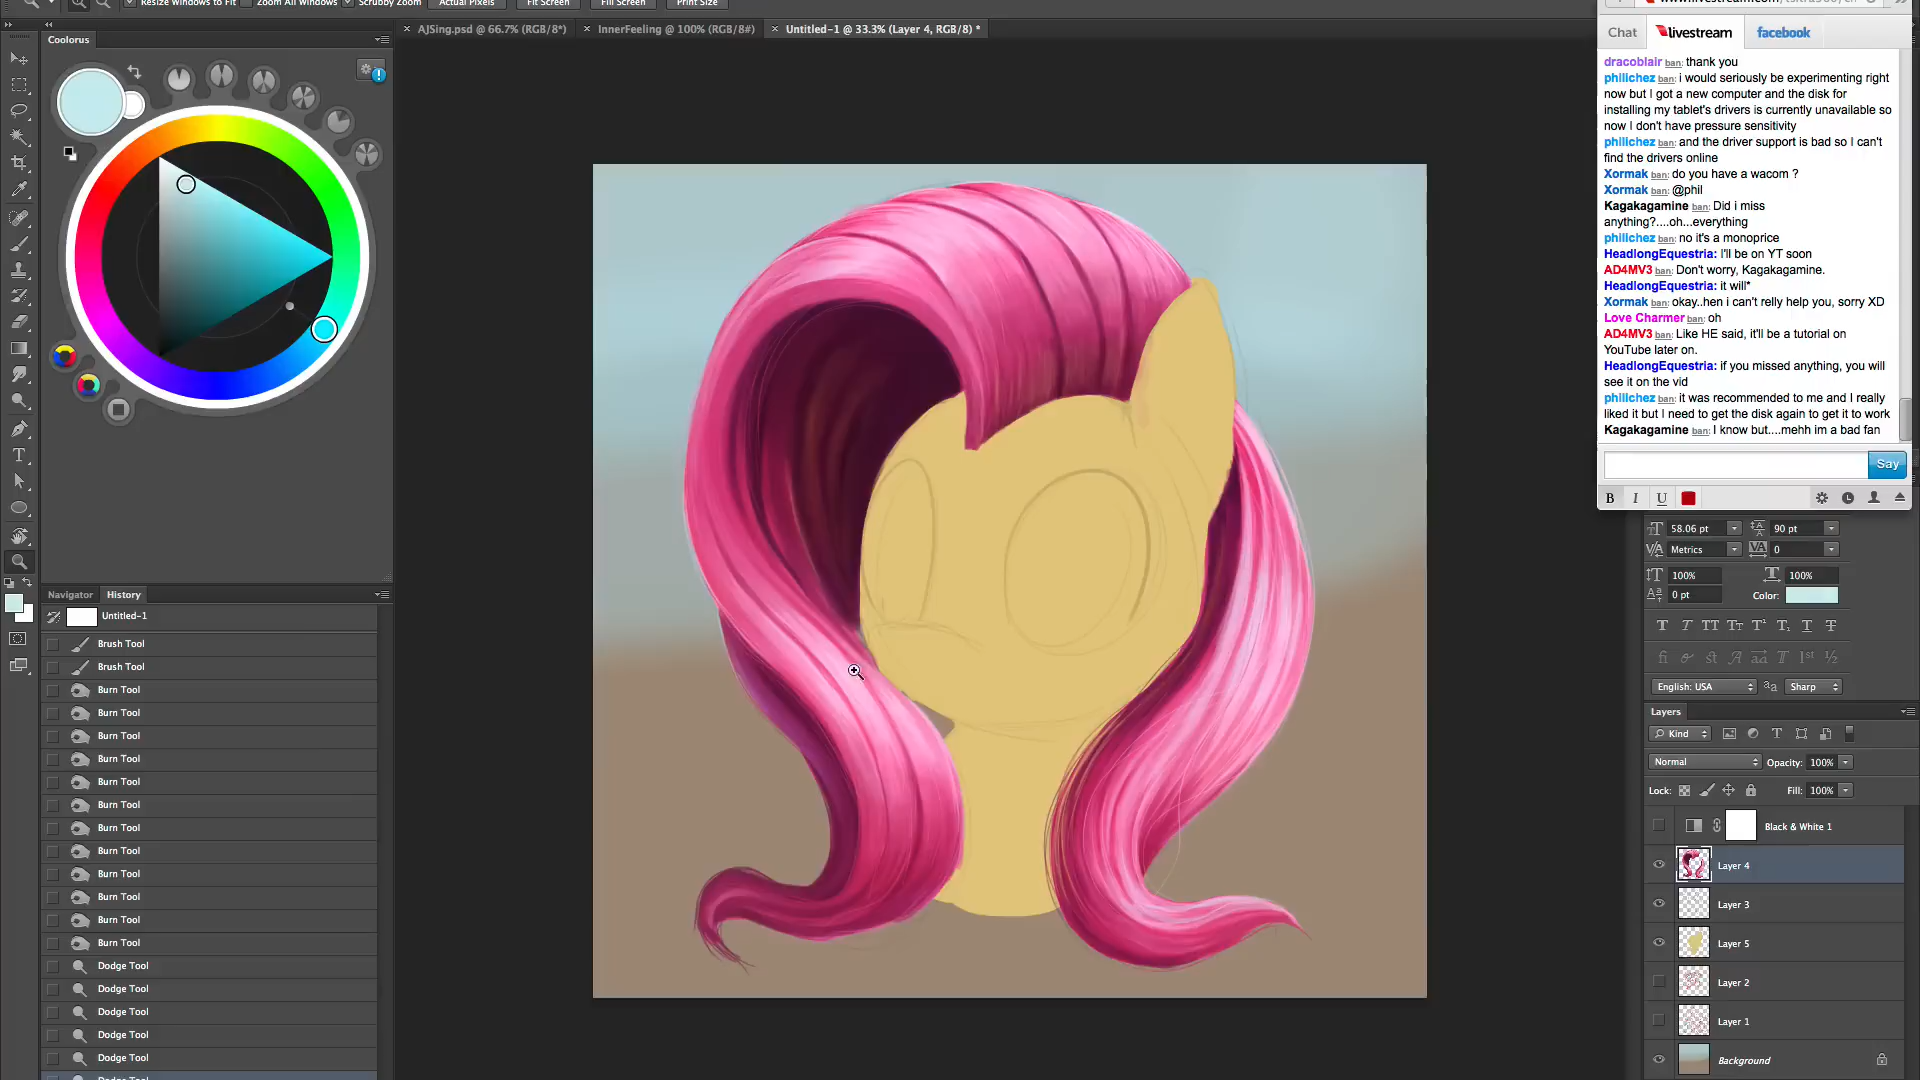 Resize Windows to Fit
Zoom All Windows
Scrubby Zoom
Actual Pixels
Fit Screen
Fill Screen
Print Size
Coolorus
AJSing.psd @ 66.7% (RGB/8*)
InnerFeeling @ 100% (RGB/8#)
Untitled-1 @ 33.3% (Layer 4, RGB/8) *
Chat
livestream
facebook
dracoblair ban: thank you
philichez ban: i would seriously be experimenting right
now but I got a new computer and the disk for
installing my tablet's drivers is currently unavailable so
now I don't have pressure sensitivity
philichez ban: and the driver support is bad so I can't
find the drivers online
Xormak ban: do you have a wacom ?
Xormak ban: @phil
Kagakagamine ban: Did i miss
anything?....oh...everything
philichez ban: no it's a monoprice
HeadlongEquestria: I'll be on YT soon
AD4MV3 ban: Don't worry, Kagakagamine.
HeadlongEquestria: it will*
Xormak ban: okay..hen i can't relly help you, sorry XD
Love Charmer ban: oh
AD4MV3 ban: Like HE said, it'll be a tutorial on
YouTube later on.
HeadlongEquestria: if you missed anything, you will
see it on the vid
philichez ban: it was recommended to me and I really
liked it but I need to get the disk again to get it to work
Kagakagamine ban: I know but....mehh im a bad fan
Say
B I U
58.06 pt
90 pt
Metrics
0
100%
100%
0 pt
Color:
English: USA
Sharp
Layers
Kind
Normal
Opacity: 100%
Lock:
Fill: 100%
Black & White 1
Layer 4
Layer 3
Layer 5
Layer 2
Layer 1
Background
Navigator
History
Untitled-1
Brush Tool
Brush Tool
Burn Tool
Burn Tool
Burn Tool
Burn Tool
Burn Tool
Burn Tool
Burn Tool
Burn Tool
Burn Tool
Burn Tool
Burn Tool
Burn Tool
Dodge Tool
Dodge Tool
Dodge Tool
Dodge Tool
Dodge Tool
Dodge Tool